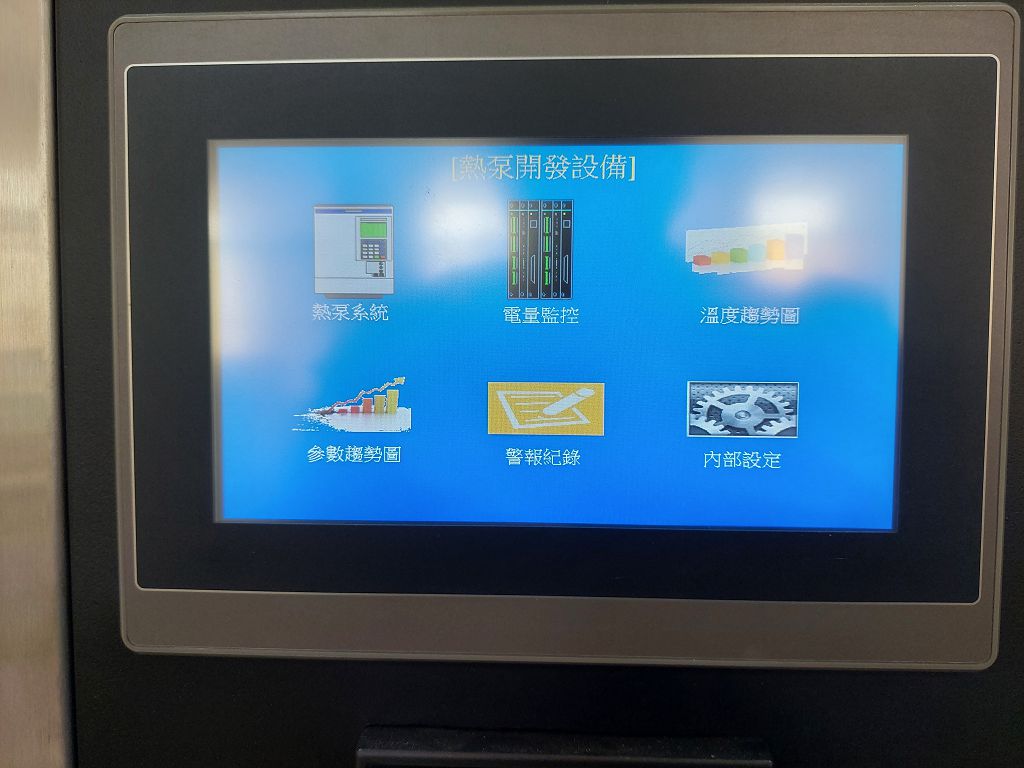 [熱泵開發設備]
熱泵系統
電量監控
溫度趨勢圖
參數趨勢圖
警報紀錄
內部設定